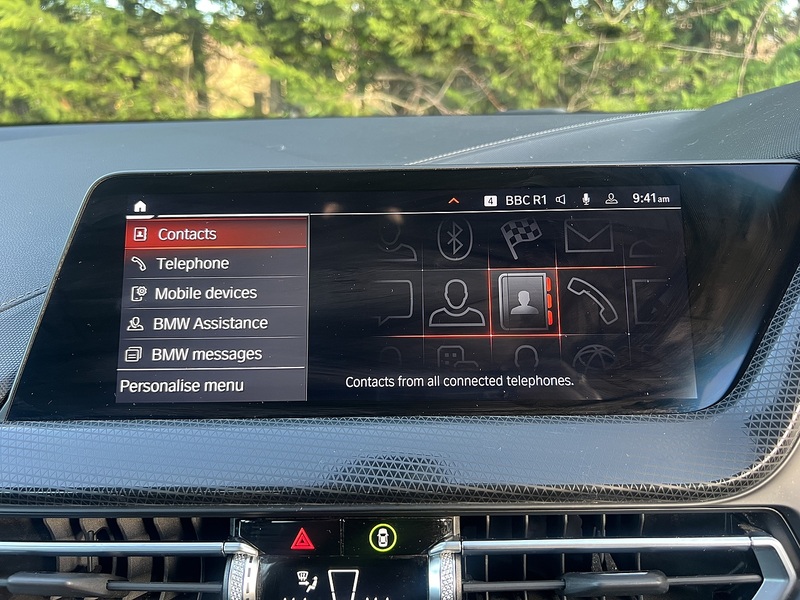 4 BBC R1 9:41am
Contacts
Telephone
Mobile devices
BMW Assistance
BMW messages
Personalise menu
Contacts from all connected telephones.